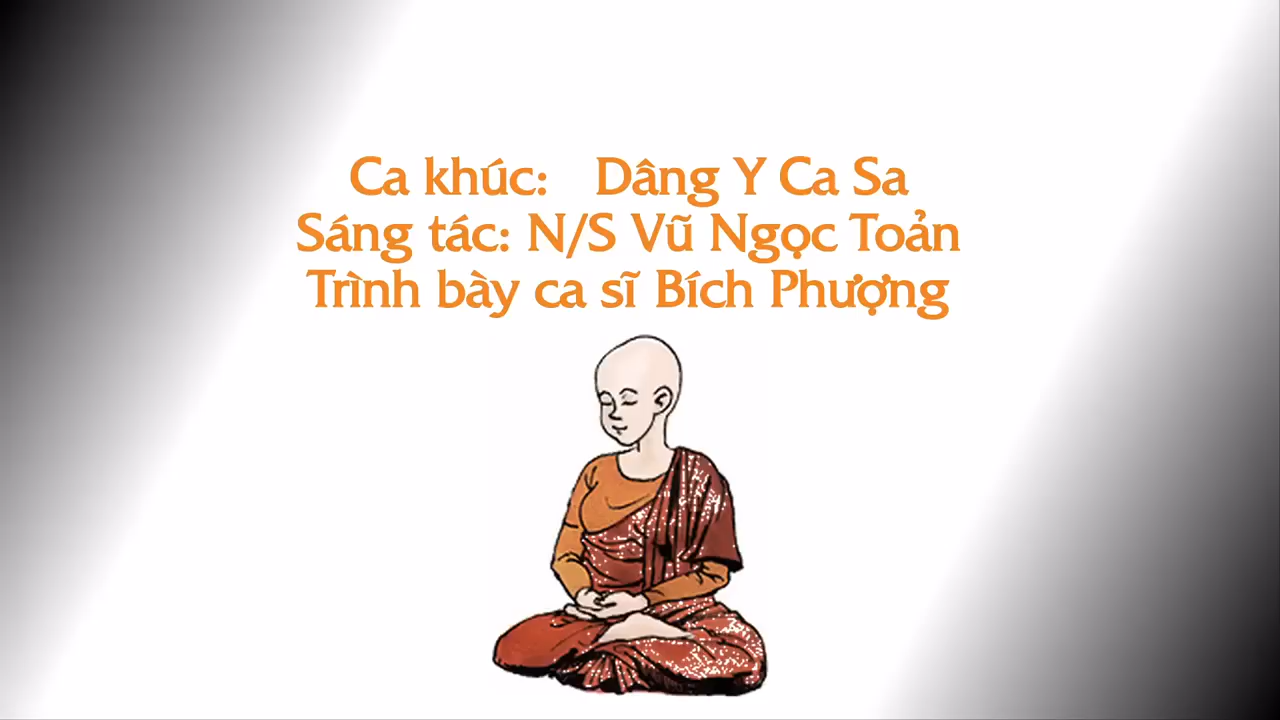 Ca khúc: Dâng Y Ca Sa
Sáng tác: N/S Vũ Ngọc Toản
Trình bày ca sĩ Bích Phượng